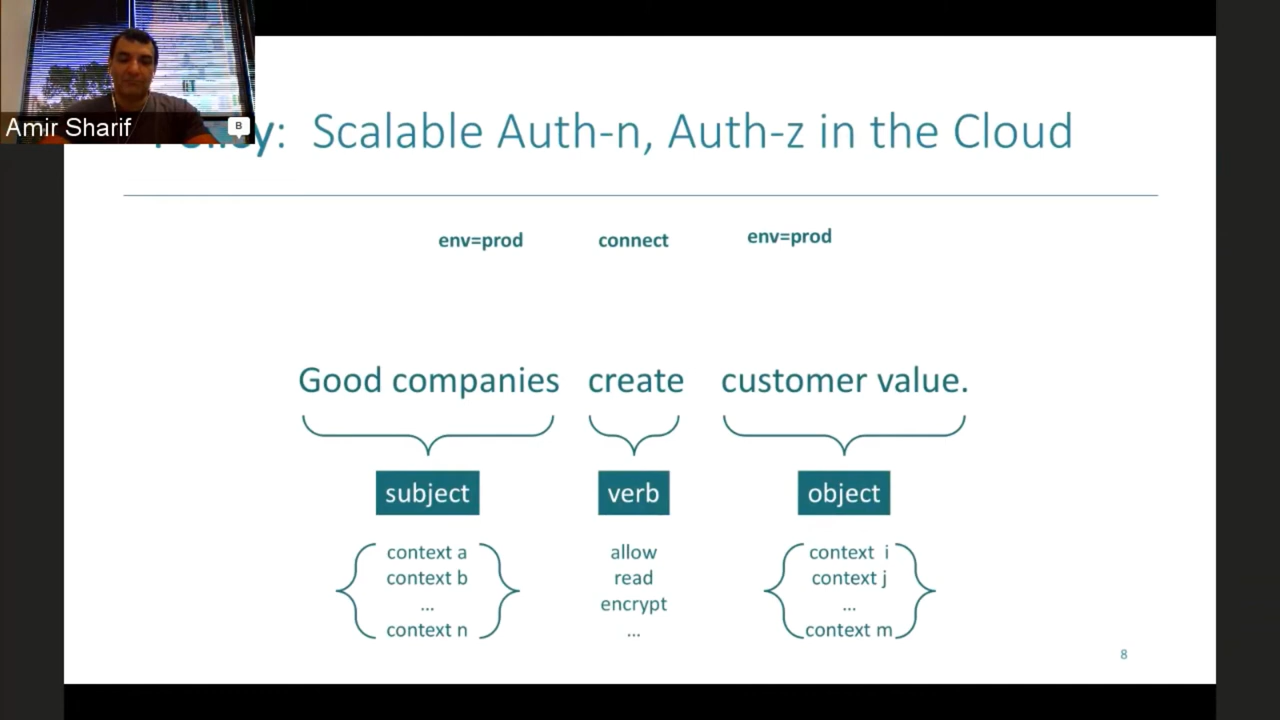 Amir Sharif
B
Policy: Scalable Auth-n, Auth-z in the Cloud
env=prod connect env=prod
Good companies create customer value.
subject verb object
context a allow context i
context b read context j
... encrypt ...
context n ... context m
8